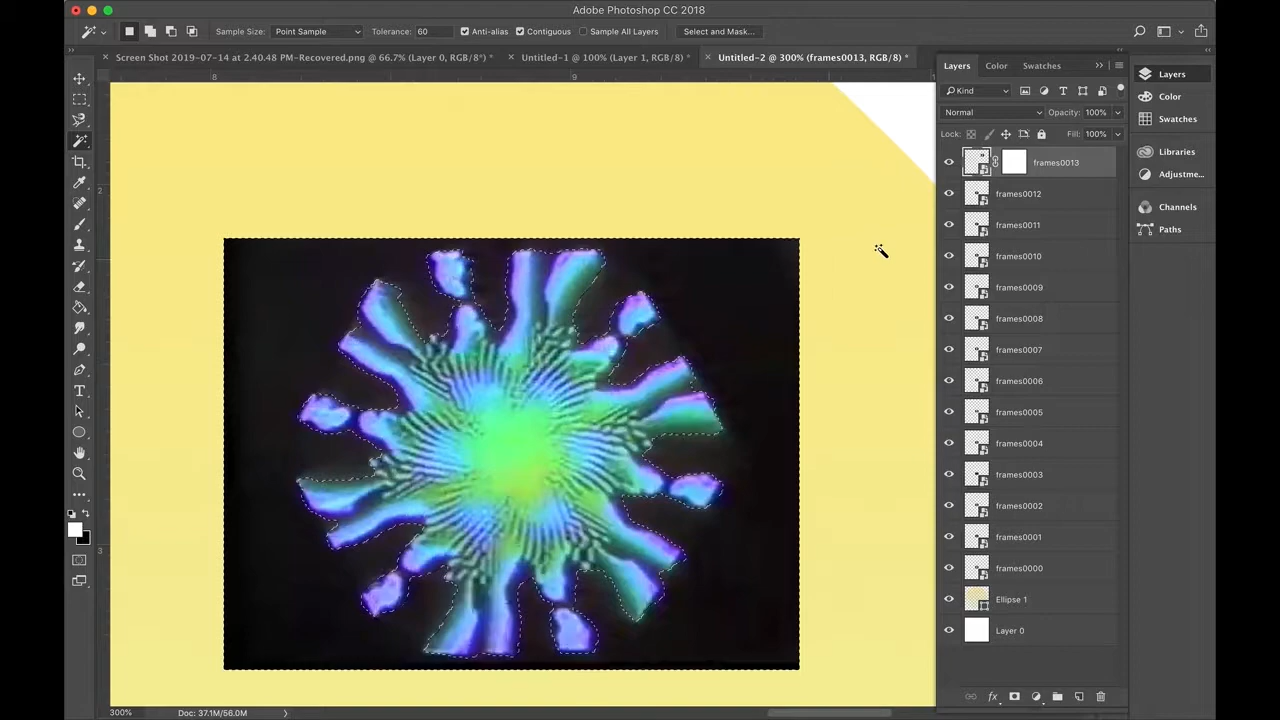 Adobe Photoshop CC 2018
Sample Size: Point Sample Tolerance: 60 Anti-alias Contiguous Sample All Layers Select and Mask...
Screen Shot 2019-07-14 at 2.40.48 PM-Recovered.png @ 66.7% (Layer 0, RGB/8*) * Untitled-1 @ 100% (Layer 1, RGB/8) * Untitled-2 @ 300% (frames0013, RGB/8) *
8 9
2
3
Layers Color Swatches
Kind
Normal Opacity: 100%
Lock: Fill: 100%
frames0013
frames0012
frames0011
frames0010
frames0009
frames0008
frames0007
frames0006
frames0005
frames0004
frames0003
frames0002
frames0001
frames0000
Ellipse 1
Layer 0
Layers
Color
Swatches
Libraries
Adjustme...
Channels
Paths
300% Doc: 37.1M/56.0M